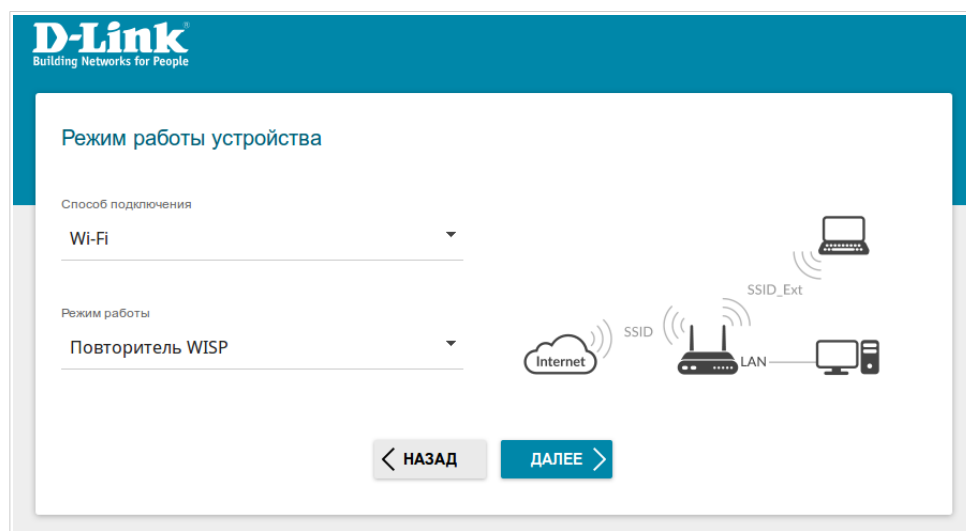 D-Link®
Building Networks for People
Режим работы устройства
Способ подключения
Wi-Fi
Режим работы
Повторитель WISP
SSID_Ext
SSID
Internet
LAN
НАЗАД
ДАЛЕЕ